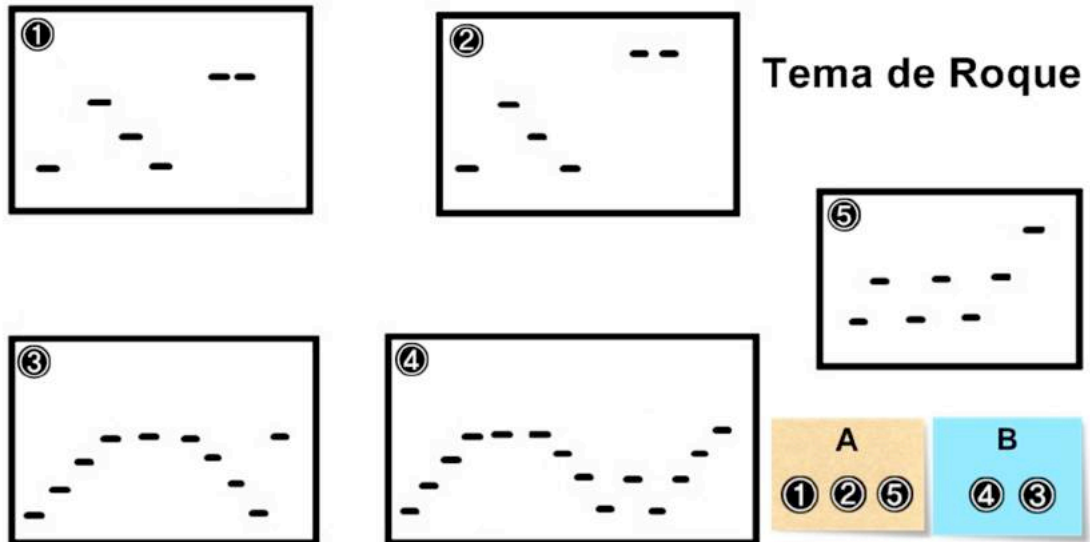 ①
②
Tema de Roque
⑤
③
④
A
① ② ⑤
B
④ ③